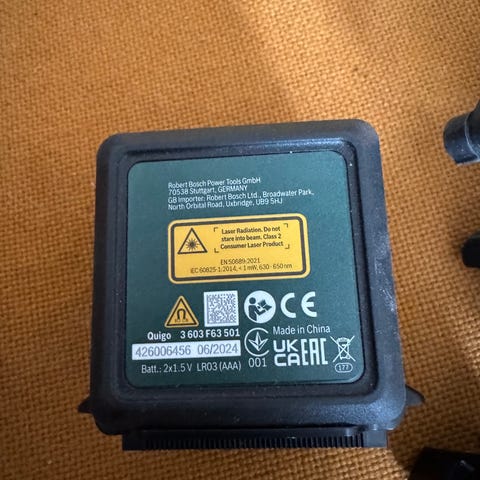 Robert Bosch Power Tools GmbH
70538 Stuttgart, GERMANY
GB Importer: Robert Bosch Ltd., Broadwater Park,
North Orbital Road, Uxbridge, UB9 5HJ
Laser Radiation. Do not
stare into beam. Class 2
Consumer Laser Product
EN 50689:2021
IEC 60825-1:2014, < 1 mW, 630 - 650 nm
CE
Quigo 3 603 F63 501
Made in China
426006456 06/2024
001
UK
CA
EAC
177
Batt.: 2x1.5 V LR03 (AAA)